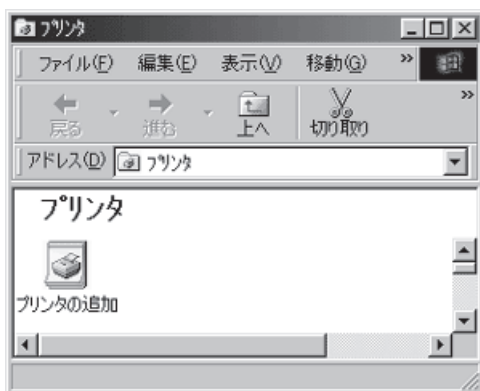 プリンタ
ファイル(F) 編集(E) 表示(V) 移動(G) »
戻る 進む 上へ 切り取り »
アドレス(D) プリンタ
プリンタ
プリンタの追加